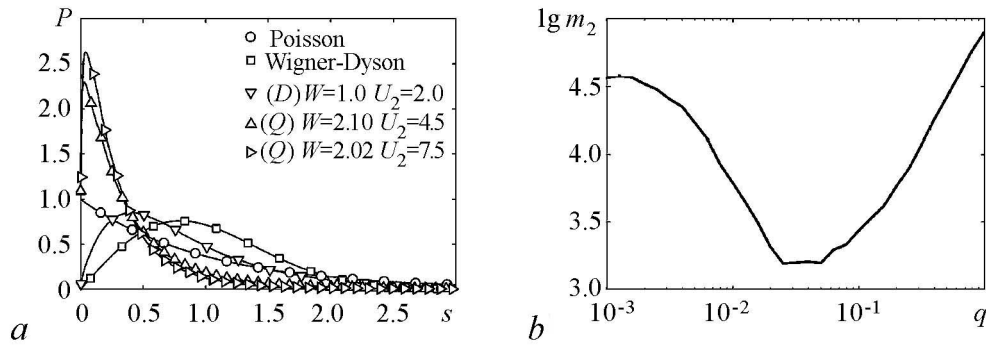 P
2.5
2.0
1.5
1.0
0.5
0
0 0.5 1.0 1.5 2.0 2.5 s
Poisson
Wigner-Dyson
(D) W=1.0 U₂=2.0
(Q) W=2.10 U₂=4.5
(Q) W=2.02 U₂=7.5
a
lg m₂
4.5
4.0
3.5
3.0
10⁻³ 10⁻² 10⁻¹ q
b